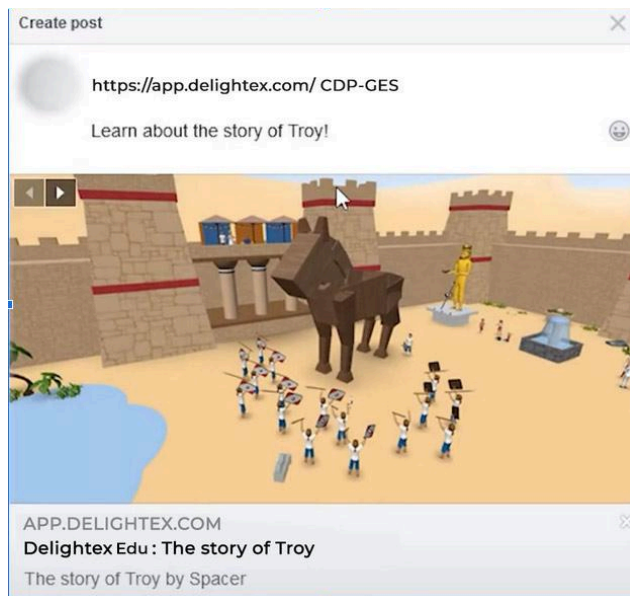 Create post
https://app.delightex.com/ CDP-GES
Learn about the story of Troy!
APP.DELIGHTEX.COM
Delightex Edu : The story of Troy
The story of Troy by Spacer